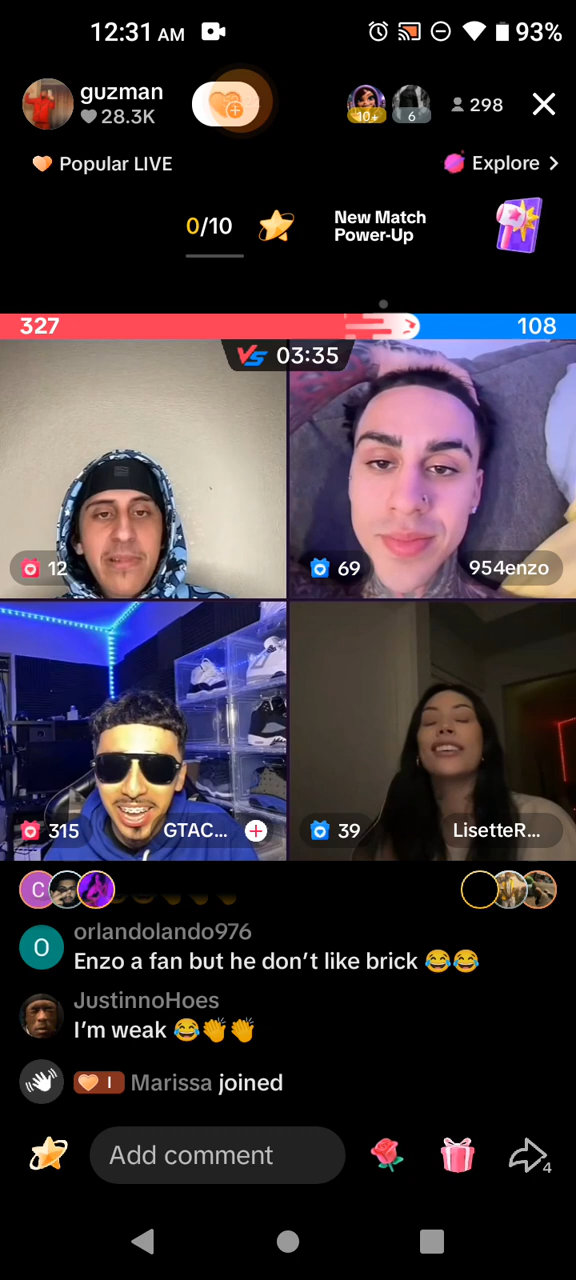 12:31 AM
93%
guzman
28.3K
10+
6
298
Popular LIVE
Explore >
0/10
New Match
Power-Up
327
108
VS 03:35
12
69
954enzo
315
GTAC...
39
LisetteR...
C
orlandolando976
O
Enzo a fan but he don’t like brick 😂😂
JustinnoHoes
I’m weak 😂👏👏
I Marissa joined
Add comment
4